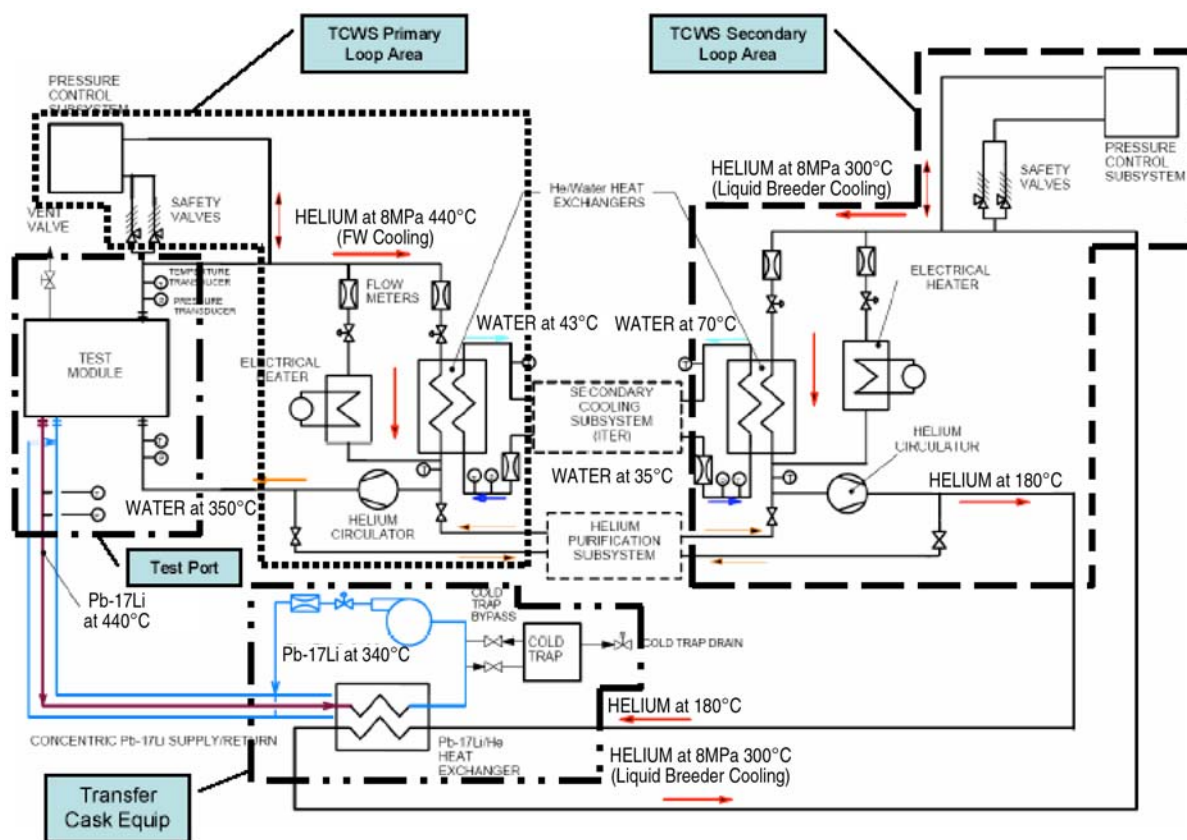 TCWS Primary
Loop Area
TCWS Secondary
Loop Area
PRESSURE
CONTROL
SUBSYSTEM
VENT
VALVE
SAFETY
VALVES
HELIUM at 8MPa 440°C
(FW Cooling)
He/Water HEAT
EXCHANGERS
HELIUM at 8MPa 300°C
(Liquid Breeder Cooling)
SAFETY
VALVES
PRESSURE
CONTROL
SUBSYSTEM
TEMPERATURE
TRANSDUCER
PRESSURE
TRANSDUCER
FLOW
METERS
ELECTRICAL
HEATER
WATER at 43°C
WATER at 70°C
TEST
MODULE
ELECTRICAL
HEATER
SECONDARY
COOLING
SUBSYSTEM
(ITER)
HELIUM
CIRCULATOR
WATER at 35°C
WATER at 350°C
HELIUM at 180°C
HELIUM
CIRCULATOR
HELIUM
PURIFICATION
SUBSYSTEM
Test Port
Pb-17Li
at 440°C
COLD
TRAP
BYPASS
Pb-17Li at 340°C
COLD
TRAP
COLD TRAP DRAIN
HELIUM at 180°C
CONCENTRIC Pb-17Li SUPPLY/RETURN
Pb-17Li/He
HEAT
EXCHANGER
HELIUM at 8MPa 300°C
(Liquid Breeder Cooling)
Transfer
Cask Equip